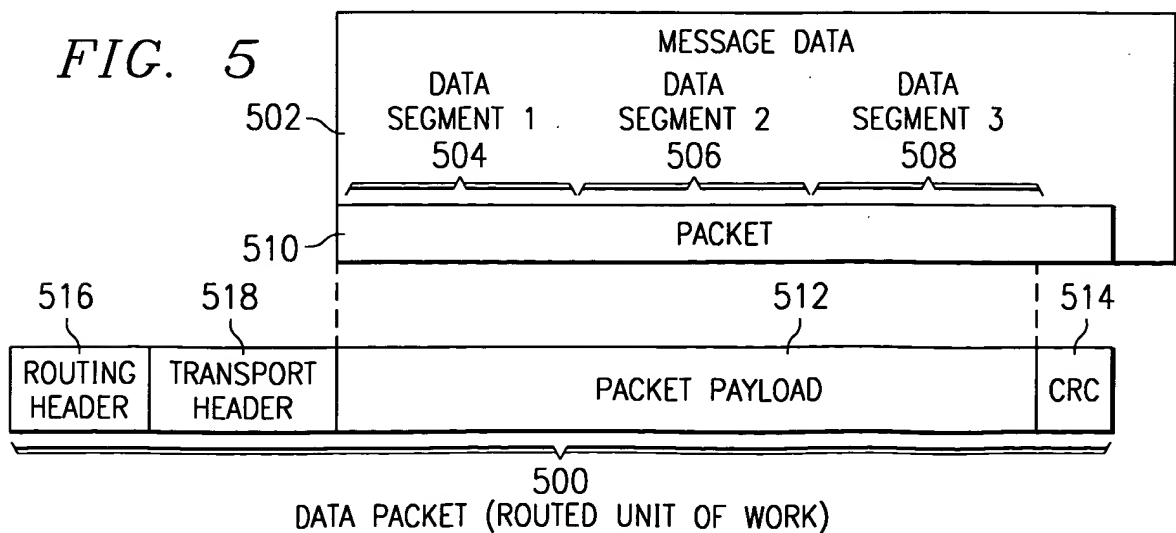 FIG. 5
MESSAGE DATA
DATA SEGMENT 1
504
DATA SEGMENT 2
506
DATA SEGMENT 3
508
502
510
PACKET
516
518
512
514
ROUTING HEADER
TRANSPORT HEADER
PACKET PAYLOAD
CRC
500
DATA PACKET (ROUTED UNIT OF WORK)